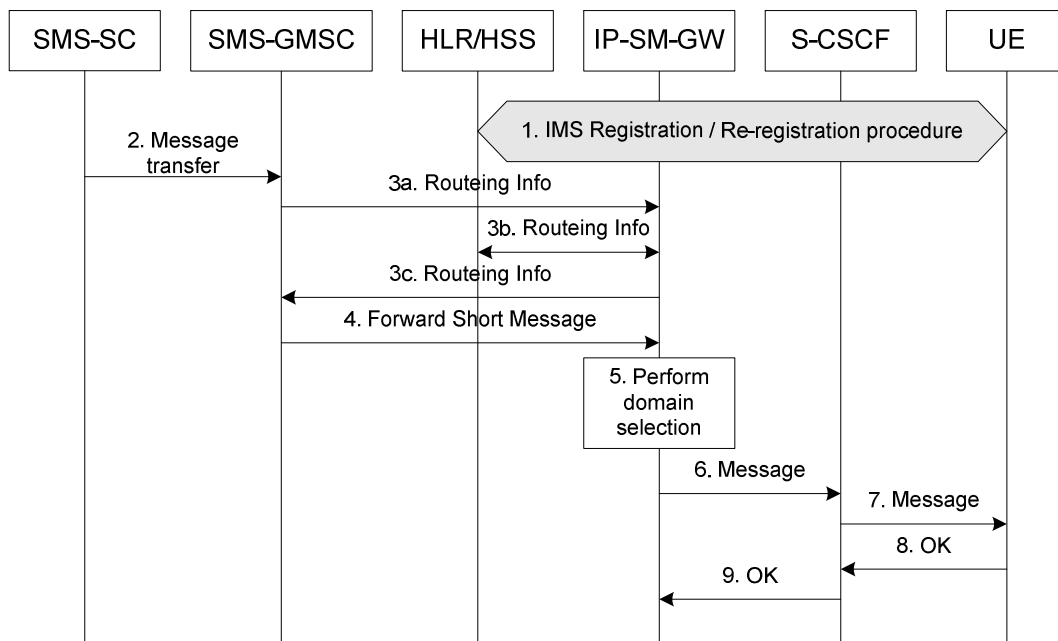 SMS-SC
SMS-GMSC
HLR/HSS
IP-SM-GW
S-CSCF
UE
1. IMS Registration / Re-registration procedure
2. Message
transfer
3a. Routeing Info
3b. Routeing Info
3c. Routeing Info
4. Forward Short Message
5. Perform
domain
selection
6. Message
7. Message
8. OK
9. OK